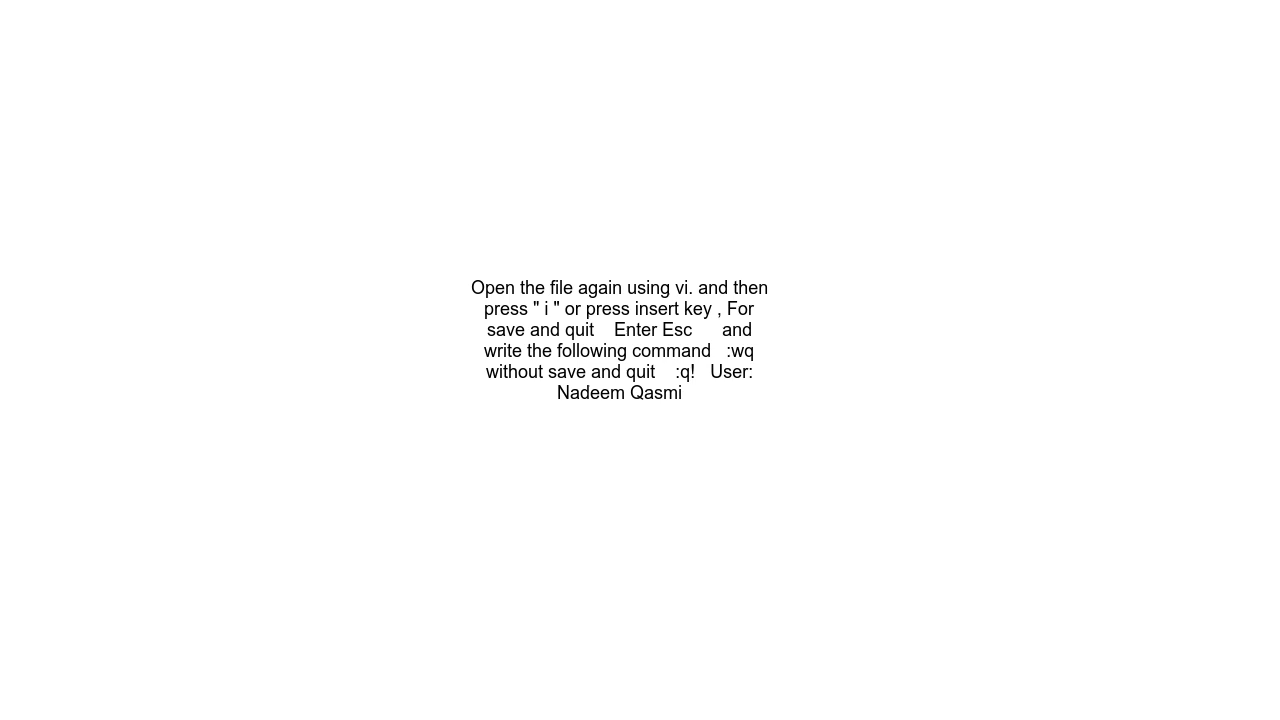 Open the file again using vi. and then
press " i " or press insert key , For
save and quit    Enter Esc      and
write the following command   :wq
without save and quit    :q!   User:
Nadeem Qasmi